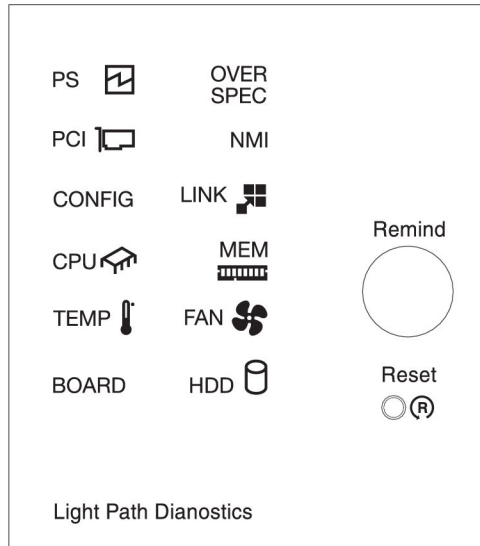 PS
OVER
SPEC
PCI
NMI
CONFIG
LINK
CPU
MEM
TEMP
FAN
BOARD
HDD
Remind
Reset
R
Light Path Dianostics